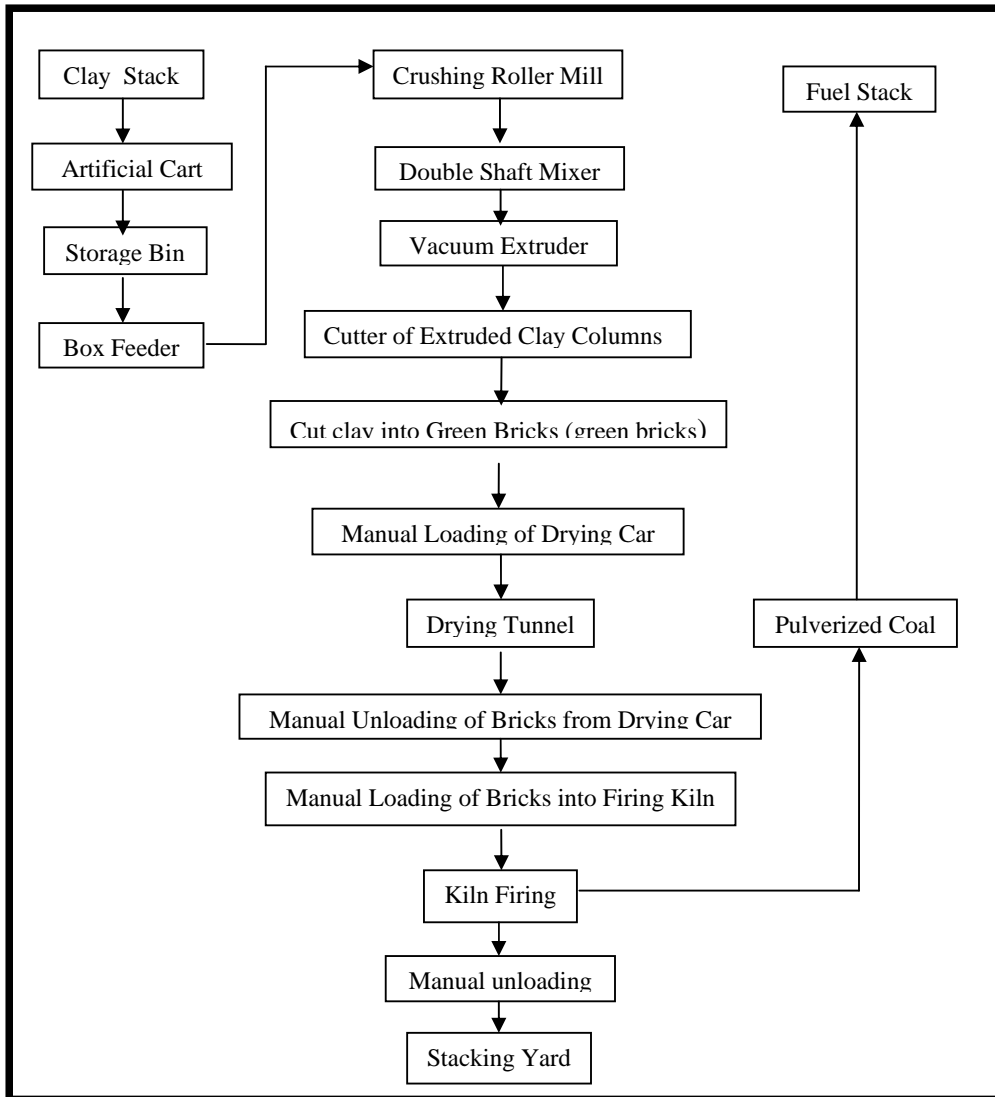 Clay Stack
Artificial Cart
Storage Bin
Box Feeder
Crushing Roller Mill
Double Shaft Mixer
Vacuum Extruder
Cutter of Extruded Clay Columns
Cut clay into Green Bricks (green bricks)
Manual Loading of Drying Car
Drying Tunnel
Manual Unloading of Bricks from Drying Car
Manual Loading of Bricks into Firing Kiln
Kiln Firing
Manual unloading
Stacking Yard
Fuel Stack
Pulverized Coal